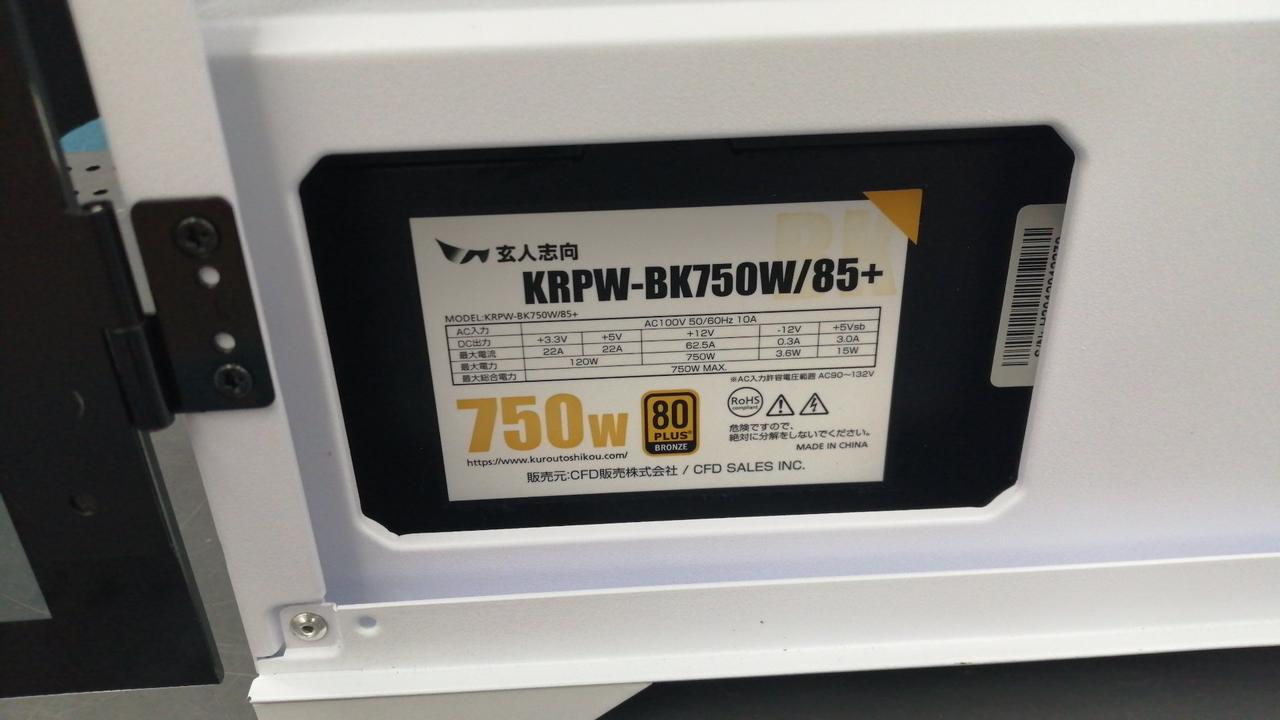 BK
玄人志向
KRPW-BK750W/85+
MODEL:KRPW-BK750W/85+
AC入力 AC100V 50/60Hz 10A
DC出力 +3.3V +5V +12V -12V +5Vsb
最大電流 22A 22A 62.5A 0.3A 3.0A
最大電力 120W 750W 3.6W 15W
最大総合電力 750W MAX.
※AC入力許容電圧範囲 AC90～132V
750W
80
PLUS®
BRONZE
RoHS
compliant
危険ですので、
絶対に分解をしないでください。
MADE IN CHINA
https://www.kuroutoshikou.com/
販売元:CFD販売株式会社 / CFD SALES INC.